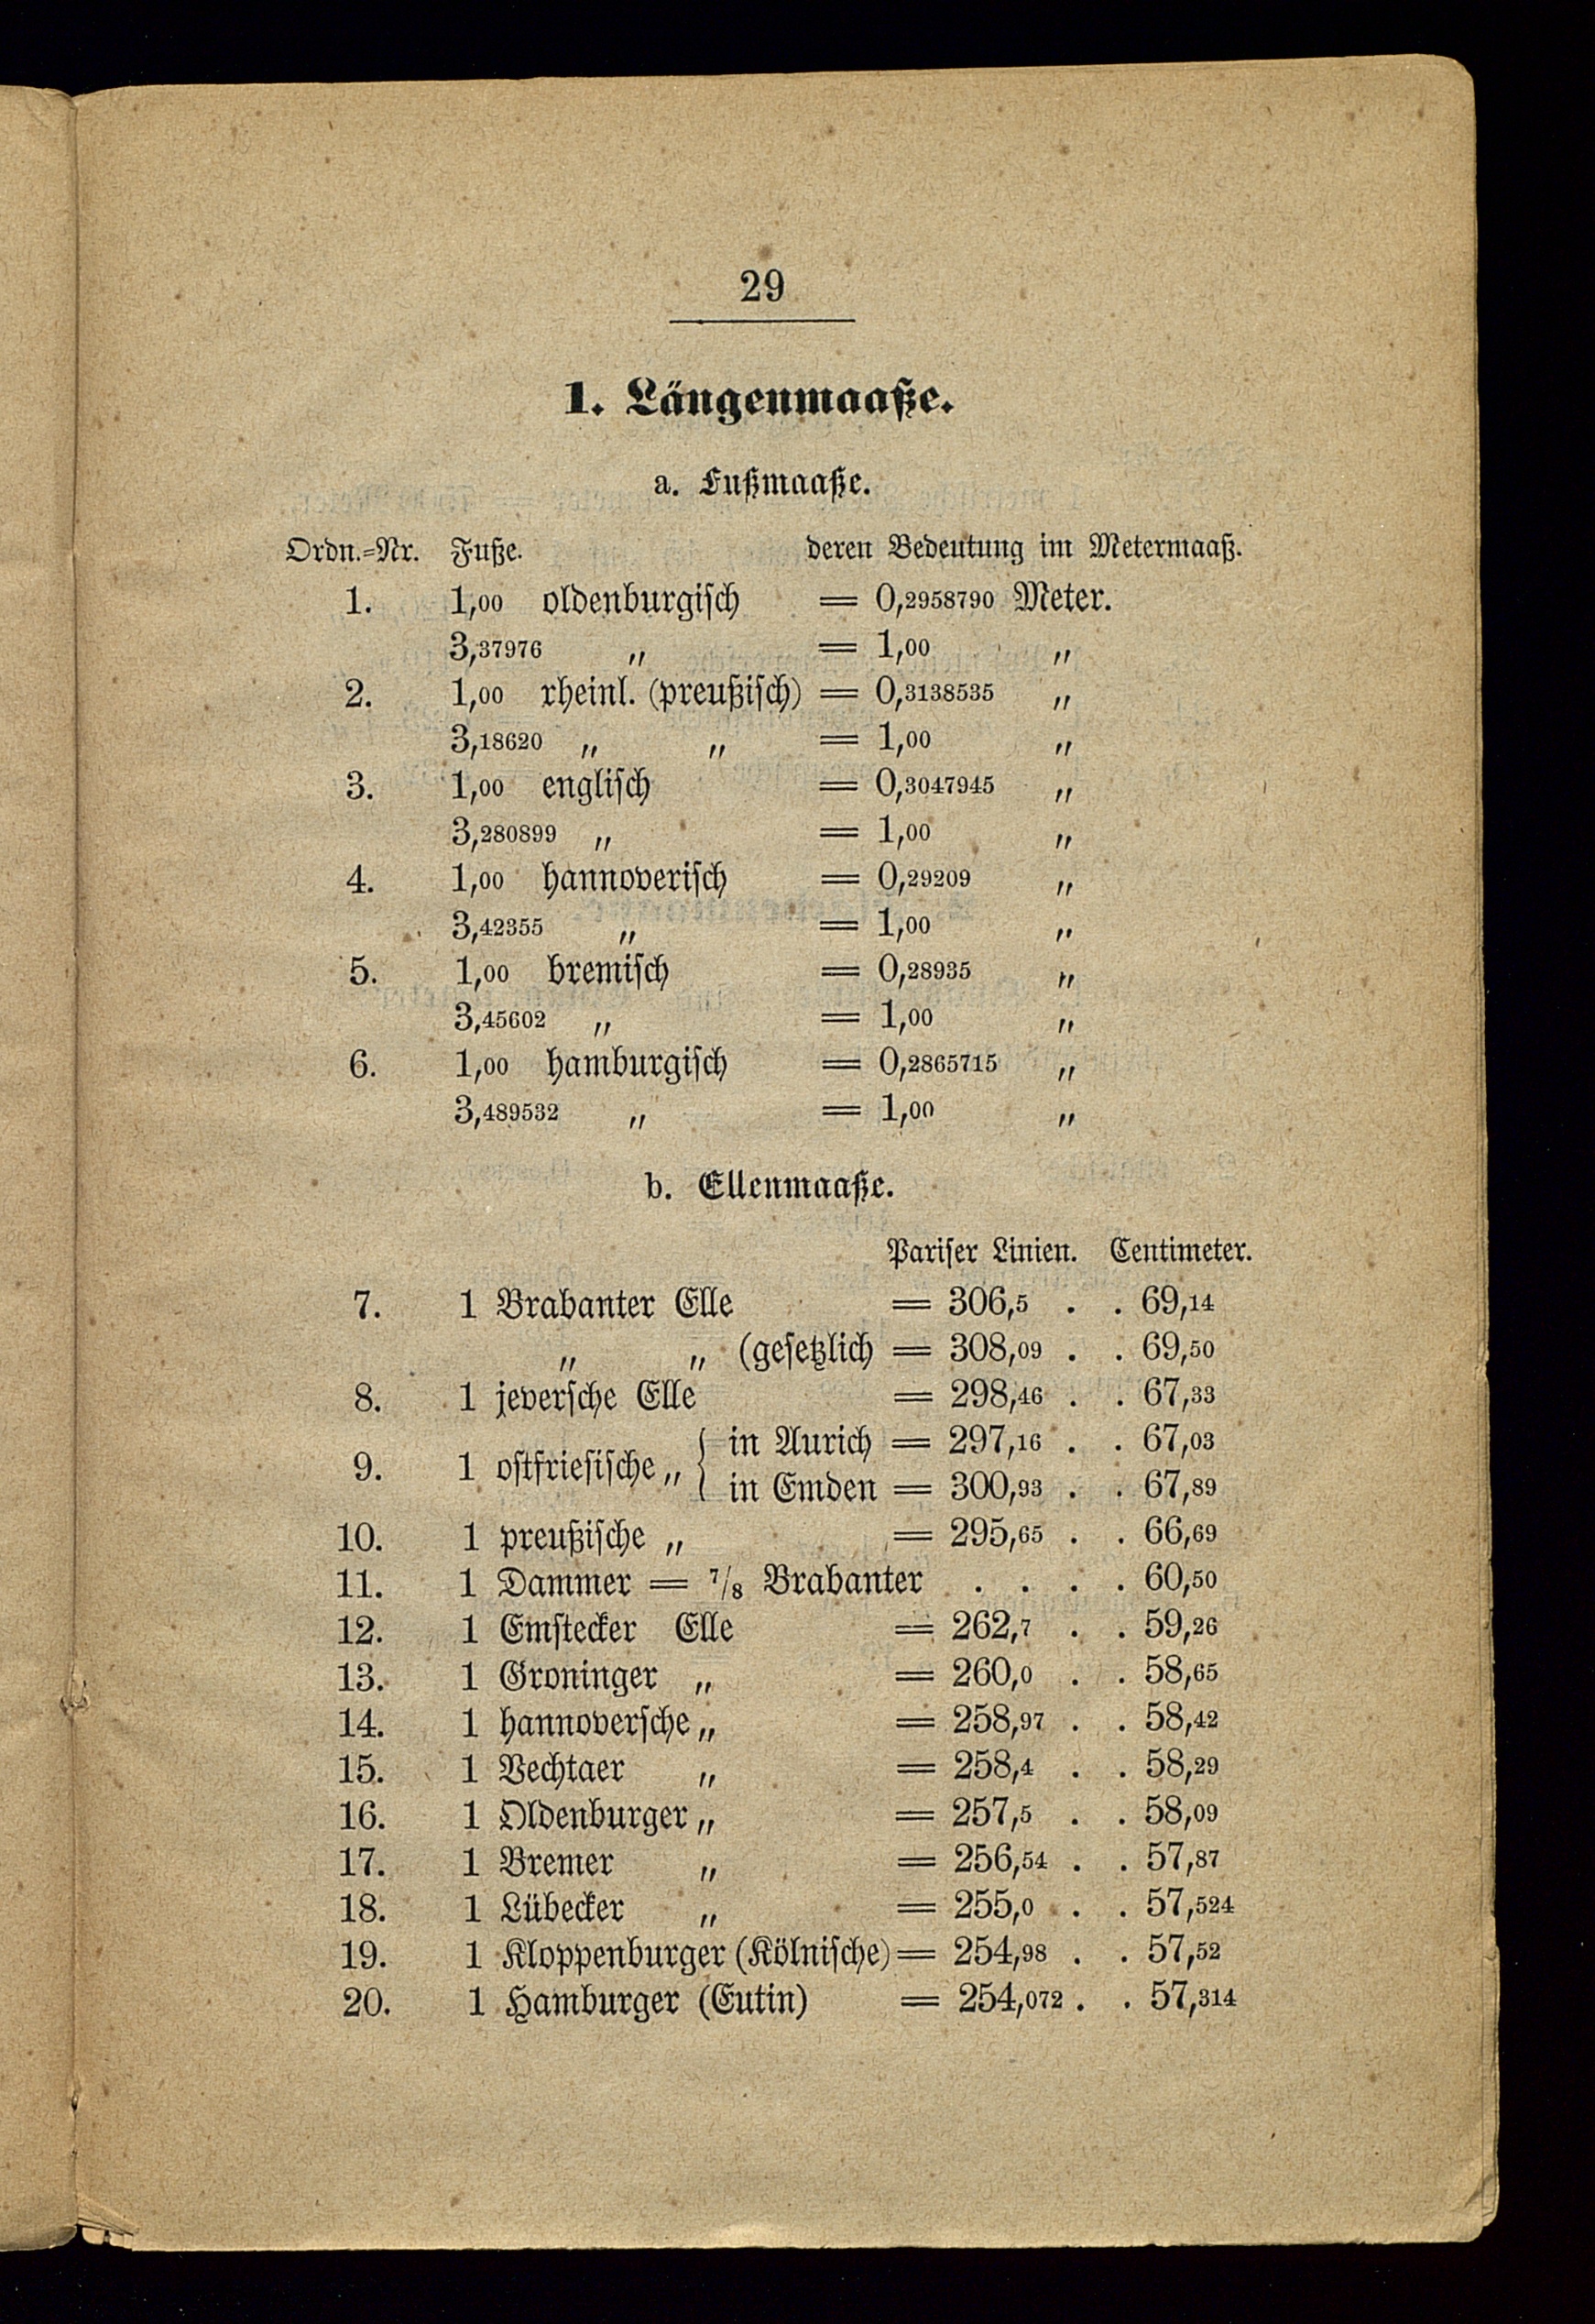 29
1. Längenmaaße.
a. Fußmaaße.
Ordn.=Nr. Fuße. deren Bedeutung im Metermaaß.
1. 1,00 oldenburgisch = 0,2958790 Meter.
3,37976 „ = 1,00 „
2. 1,00 rheinl. (preußisch) = 0,3138535 „
3,18620 „ „ = 1,00 „
3. 1,00 englisch = 0,3047945 „
3,280899 „ = 1,00 „
4. 1,00 hannoverisch = 0,29209 „
3,42355 „ = 1,00 „
5. 1,00 bremisch = 0,28935 „
3,45602 „ = 1,00 „
6. 1,00 hamburgisch = 0,2865715 „
3,489532 „ = 1,00 „
b. Ellenmaaße.
Pariser Linien. Centimeter.
7. 1 Brabanter Elle = 306,5 . . 69,14
„ „ (gesetzlich = 308,09 . . 69,50
8. 1 jeversche Elle = 298,46 . . 67,33
9. 1 ostfriesische „ { in Aurich = 297,16 . . 67,03
in Emden = 300,93 . . 67,89
10. 1 preußische „ = 295,65 . . 66,69
11. 1 Dammer = 7/8 Brabanter . . . . 60,50
12. 1 Emstecker Elle = 262,7 . . 59,26
13. 1 Groninger „ = 260,0 . . 58,65
14. 1 hannoversche „ = 258,97 . . 58,42
15. 1 Vechtaer „ = 258,4 . . 58,29
16. 1 Oldenburger „ = 257,5 . . 58,09
17. 1 Bremer „ = 256,54 . . 57,87
18. 1 Lübecker „ = 255,0 . . 57,524
19. 1 Kloppenburger (Kölnische) = 254,98 . . 57,52
20. 1 Hamburger (Eutin) = 254,072 . . 57,314